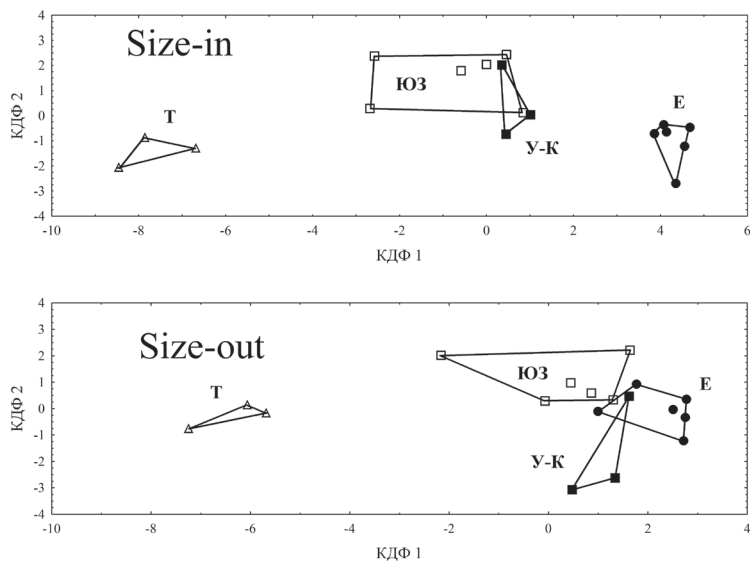 4
3
2
1
0
-1
-2
-3
-4
КДФ 2
Size-in
Т
ЮЗ
У-К
Е
-10 -8 -6 -4 -2 0 2 4 6
КДФ 1
4
3
2
1
0
-1
-2
-3
-4
КДФ 2
Size-out
Т
ЮЗ
Е
У-К
-10 -8 -6 -4 -2 0 2 4
КДФ 1